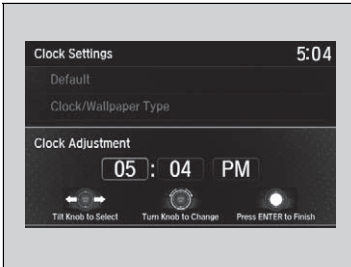 Clock Settings 5:04
Default
Clock/Wallpaper Type
Clock Adjustment
05 : 04 PM
Tilt Knob to Select Turn Knob to Change Press ENTER to Finish